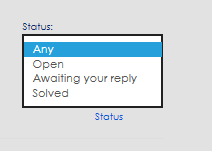 Status:
Any
Open
Awaiting your reply
Solved
Status